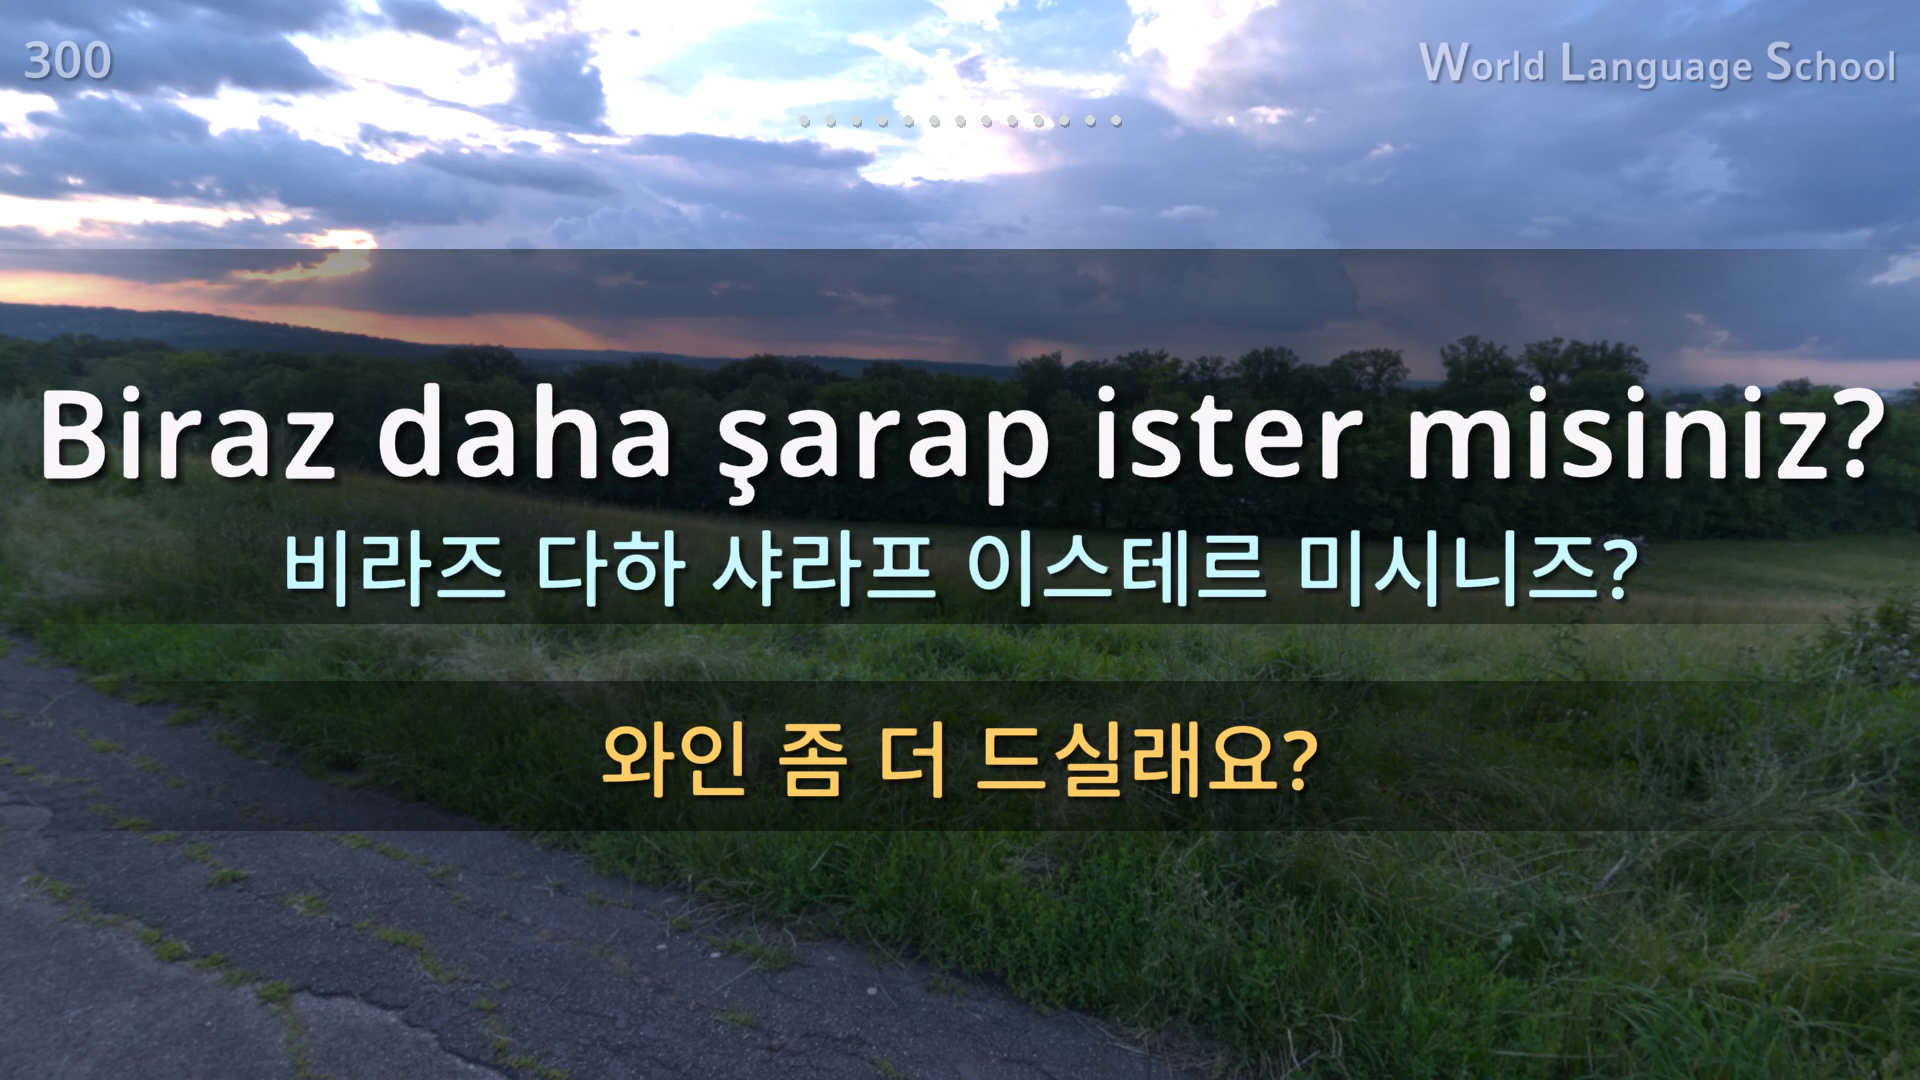 300
World Language School
Biraz daha şarap ister misiniz?
비라즈 다하 샤라프 이스테르 미시니즈?
와인 좀 더 드실래요?